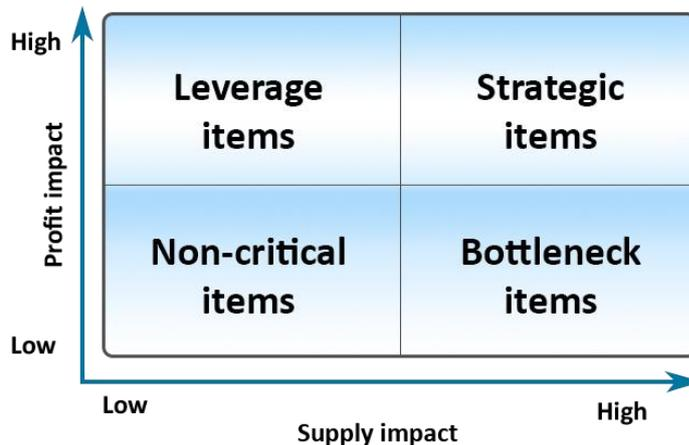 High
Leverage
items
Strategic
items
Profit impact
Non-critical
items
Bottleneck
items
Low
Low
High
Supply impact